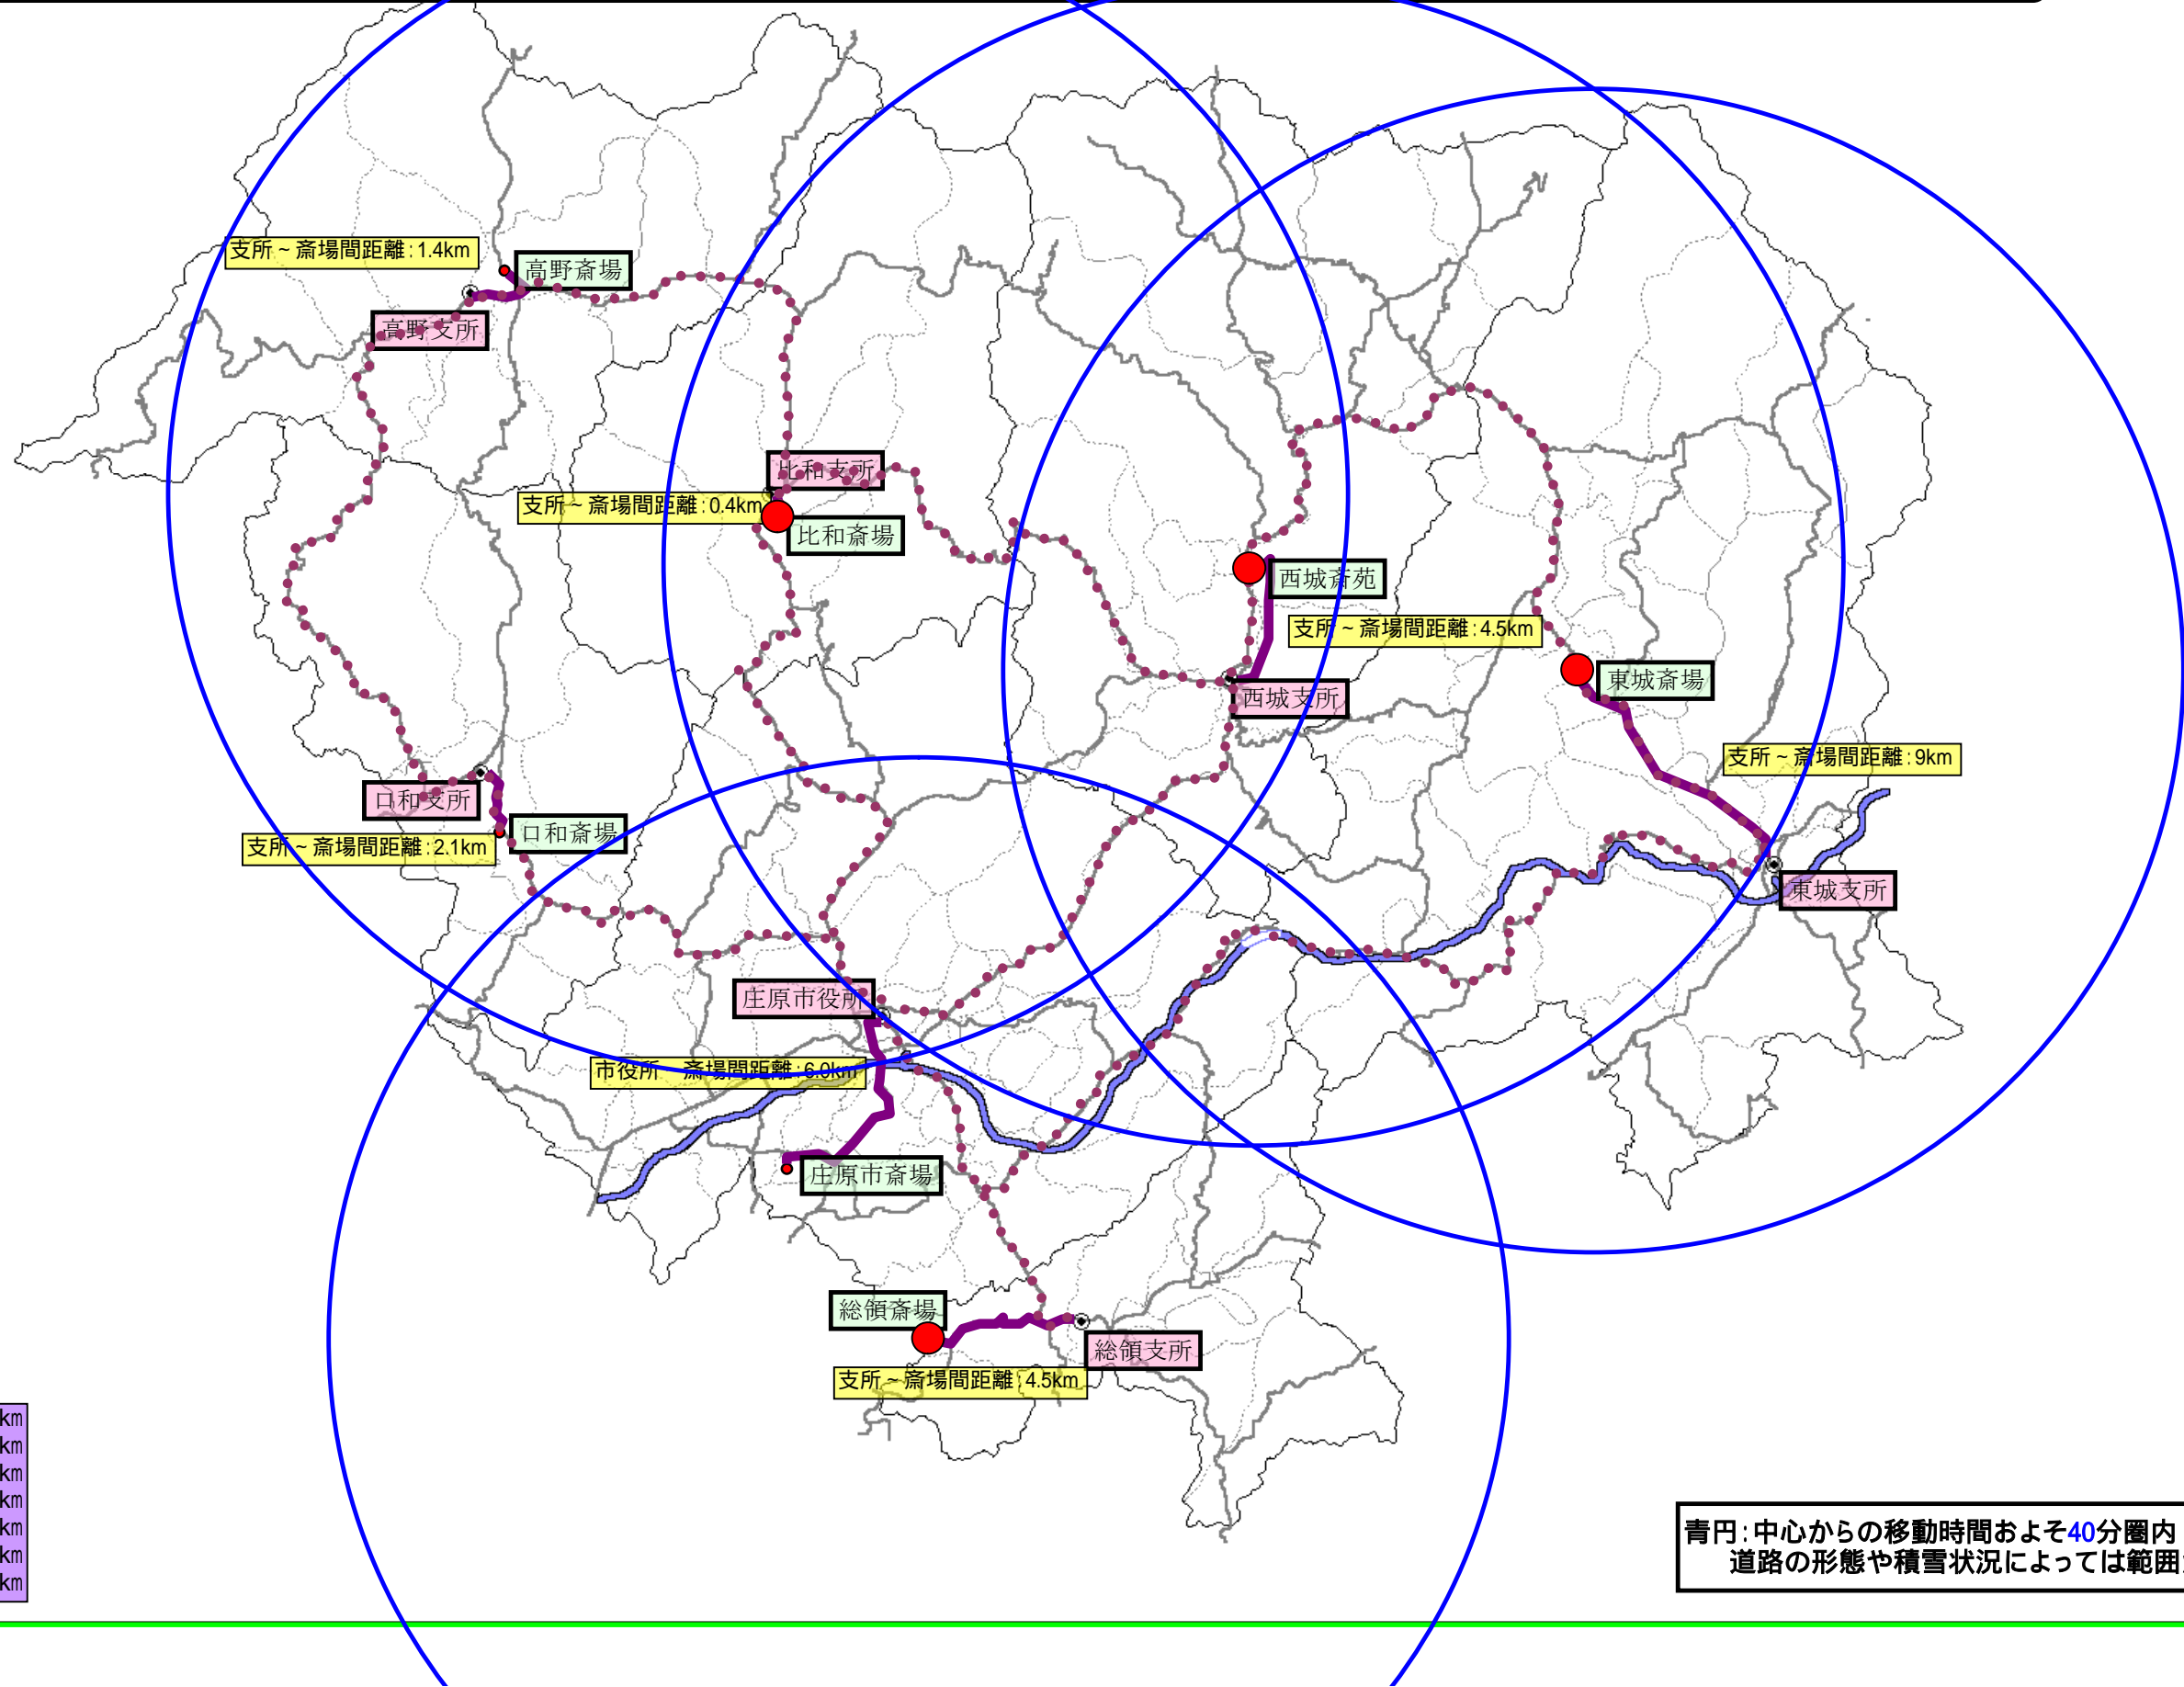 支所～斎場間距離:1.4km
高野斎場
高野支所
比和支所
支所～斎場間距離:0.4km
比和斎場
西城斎苑
支所～斎場間距離:4.5km
西城支所
東城斎場
支所～斎場間距離:9km
口和支所
口和斎場
支所～斎場間距離:2.1km
東城支所
庄原市役所
市役所～斎場間距離:6.0km
庄原市斎場
総領斎場
総領支所
支所～斎場間距離:4.5km
km
km
km
km
km
km
km
青円:中心からの移動時間およそ40分圏内
道路の形態や積雪状況によっては範囲